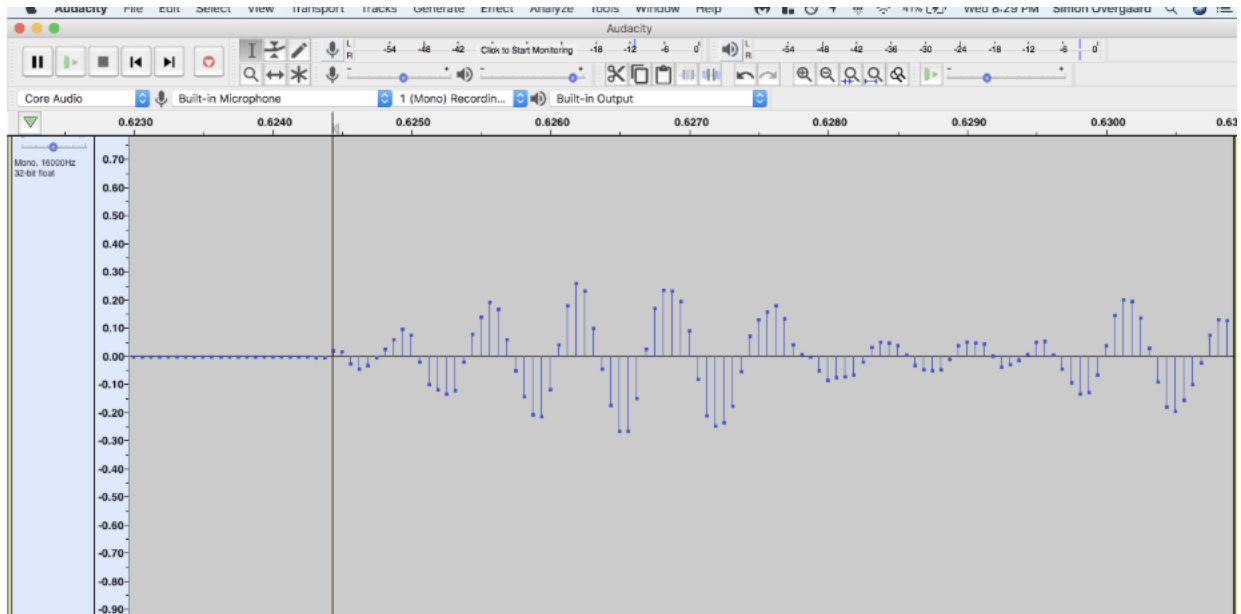 Audacity File Edit Select View Transport Tracks Generate Effect Analyze Tools Window Help 41% Wed 8:29 PM Simon Overgaard
Audacity
L -54 -48 -42 Click to Start Monitoring -18 -12 -6 0 L -54 -48 -42 -36 -30 -24 -18 -12 -6 0
R R
- + - + - +
Core Audio Built-in Microphone 1 (Mono) Recordin... Built-in Output
0.6230 0.6240 0.6250 0.6260 0.6270 0.6280 0.6290 0.6300 0.63
Mono, 16000Hz
32-bit float
0.70
0.60
0.50
0.40
0.30
0.20
0.10
0.00
-0.10
-0.20
-0.30
-0.40
-0.50
-0.60
-0.70
-0.80
-0.90